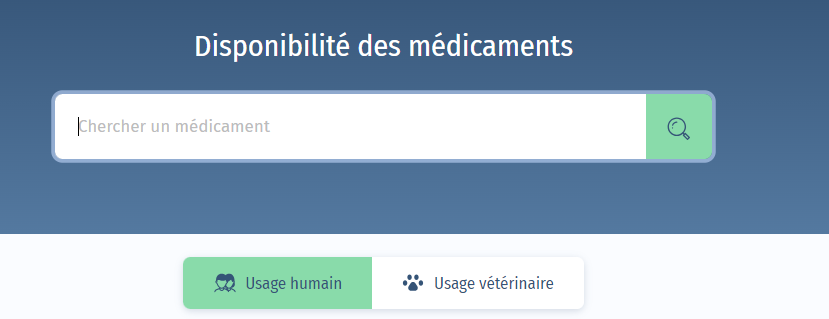 Disponibilité des médicaments
Chercher un médicament
Usage humain
Usage vétérinaire